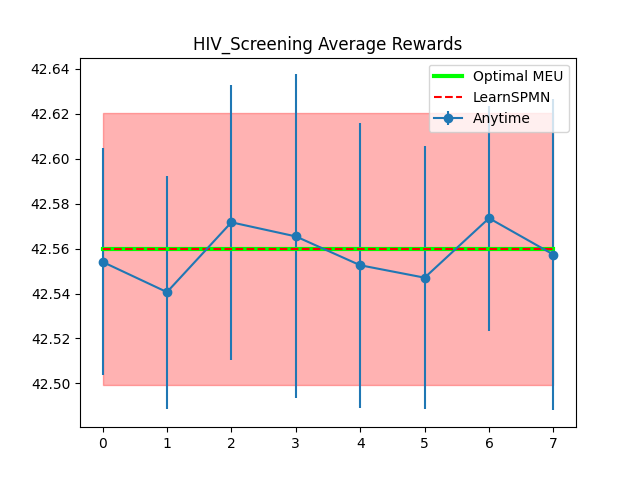 HIV_Screening Average Rewards
42.64
42.62
42.60
42.58
42.56
42.54
42.52
42.50
0 1 2 3 4 5 6 7
Optimal MEU
LearnSPMN
Anytime